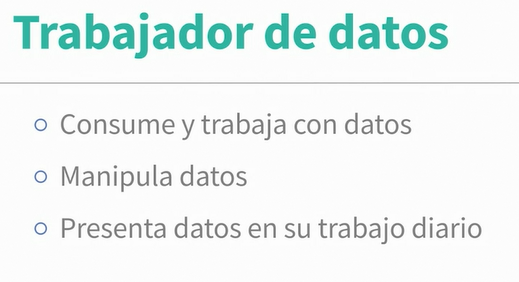 Trabajador de datos
Consume y trabaja con datos
Manipula datos
Presenta datos en su trabajo diario